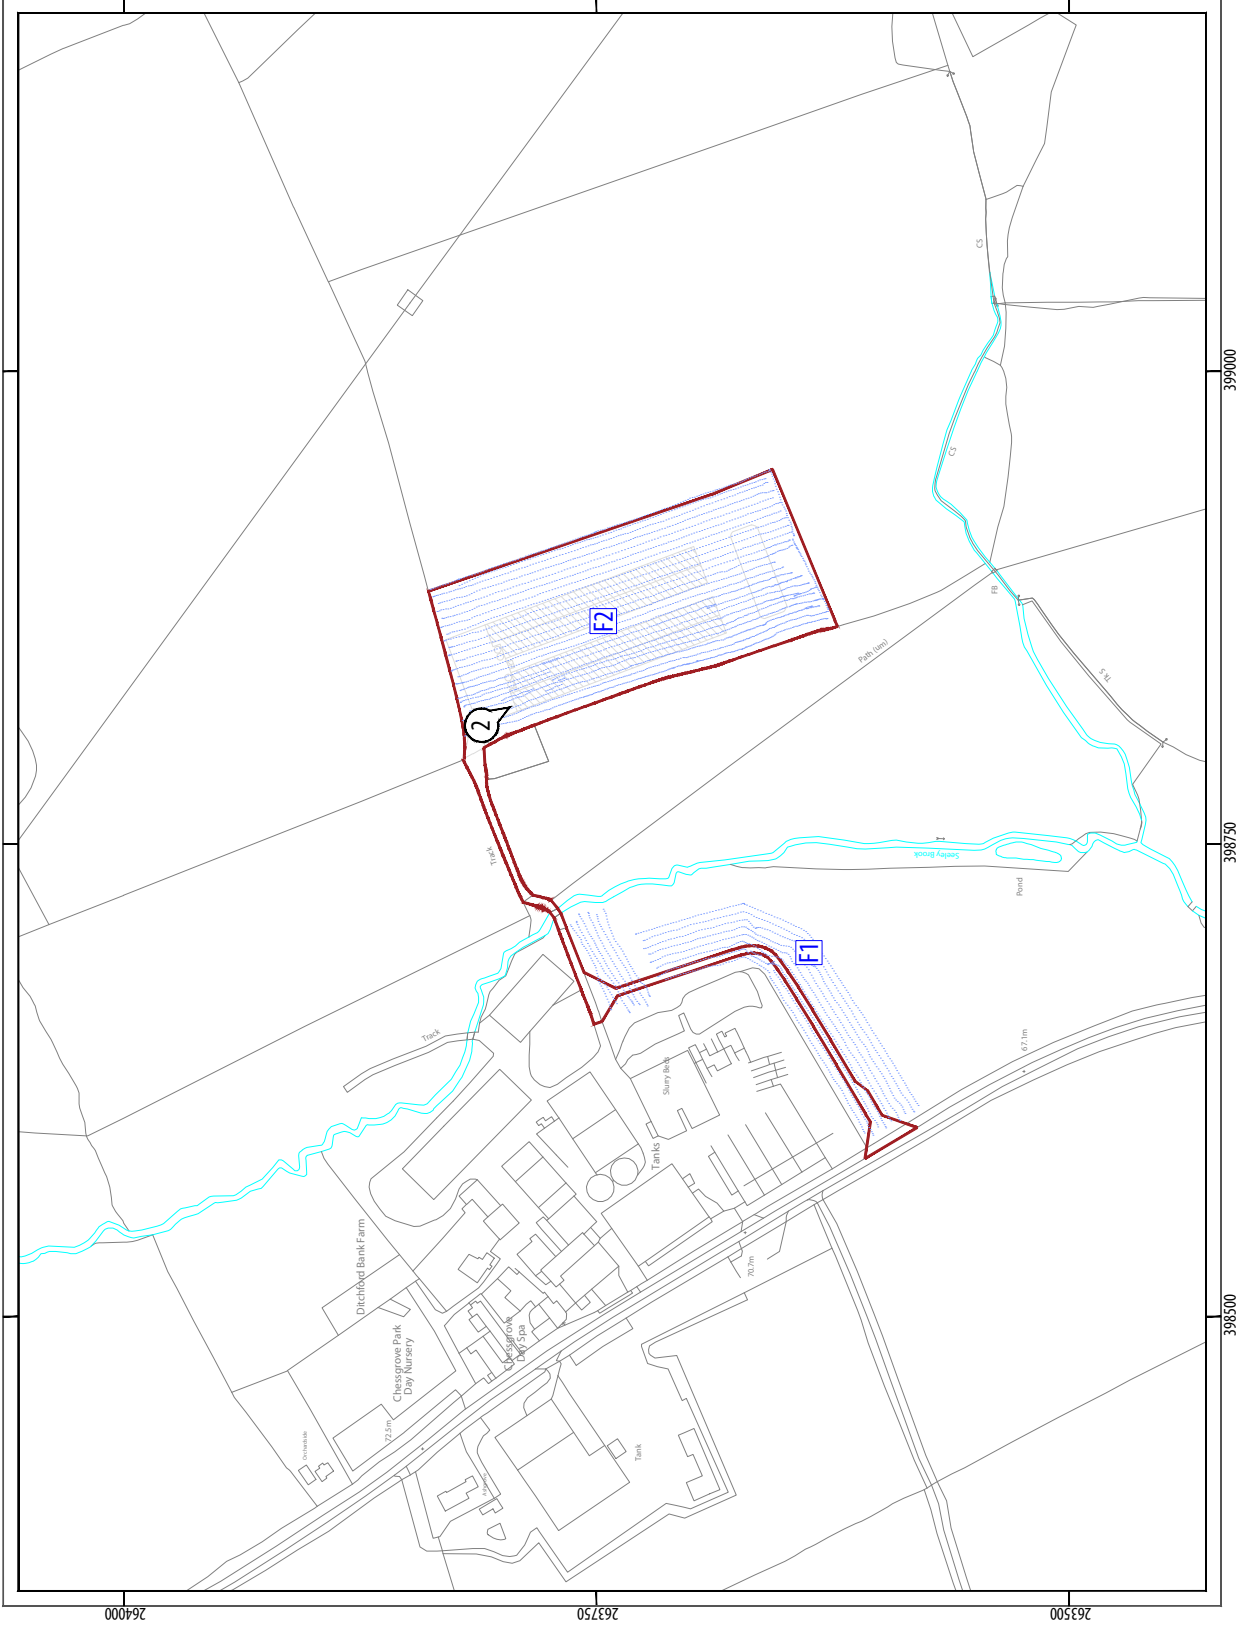 399000
398750
398500
264000
263750
263500
CS
CS
FB
Path (um)
Tk S
F2
2
Track
Seeley Brook
Pond
F1
Track
67.1m
Slurry Beds
Tanks
Ditchford Bank Farm
70.7m
Chessgrove Park
Day Nursery
Chessgrove
Day Spa
72.5m
Orchardside
Tank